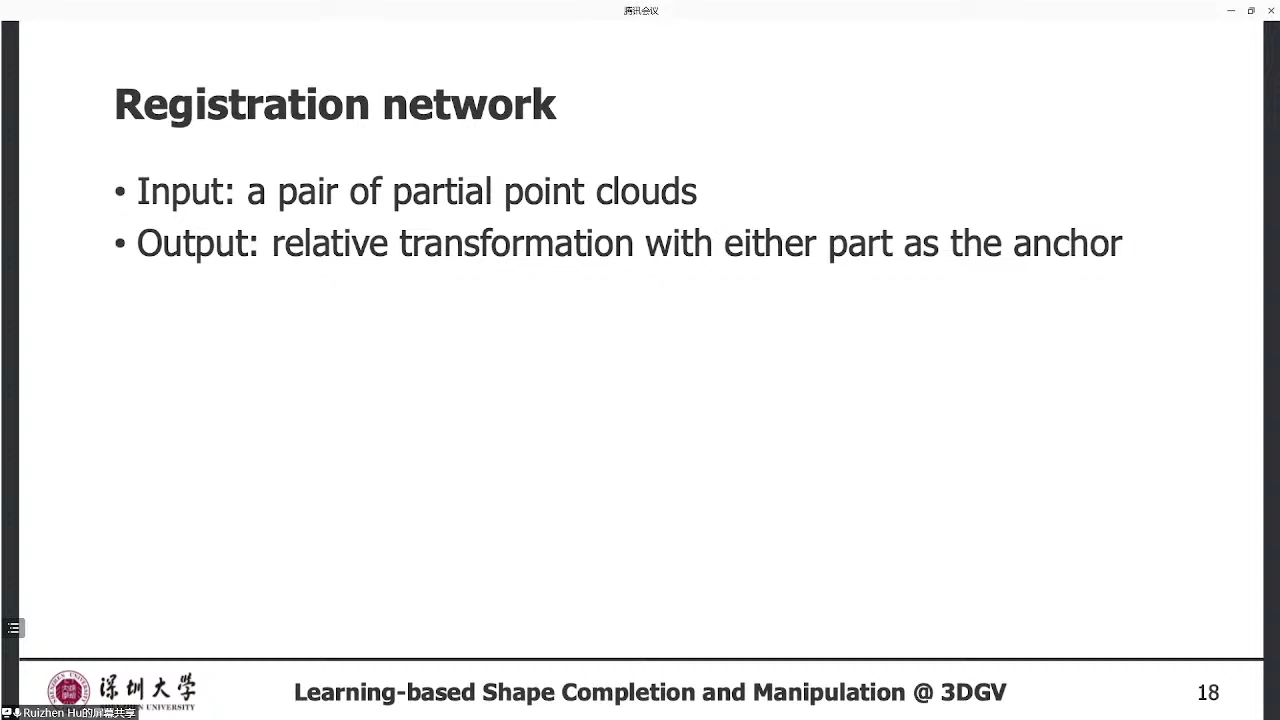 腾讯会议
Registration network
• Input: a pair of partial point clouds
• Output: relative transformation with either part as the anchor
深圳大学
SHENZHEN UNIVERSITY
Learning-based Shape Completion and Manipulation @ 3DGV
18
Ruizhen Hu的屏幕共享